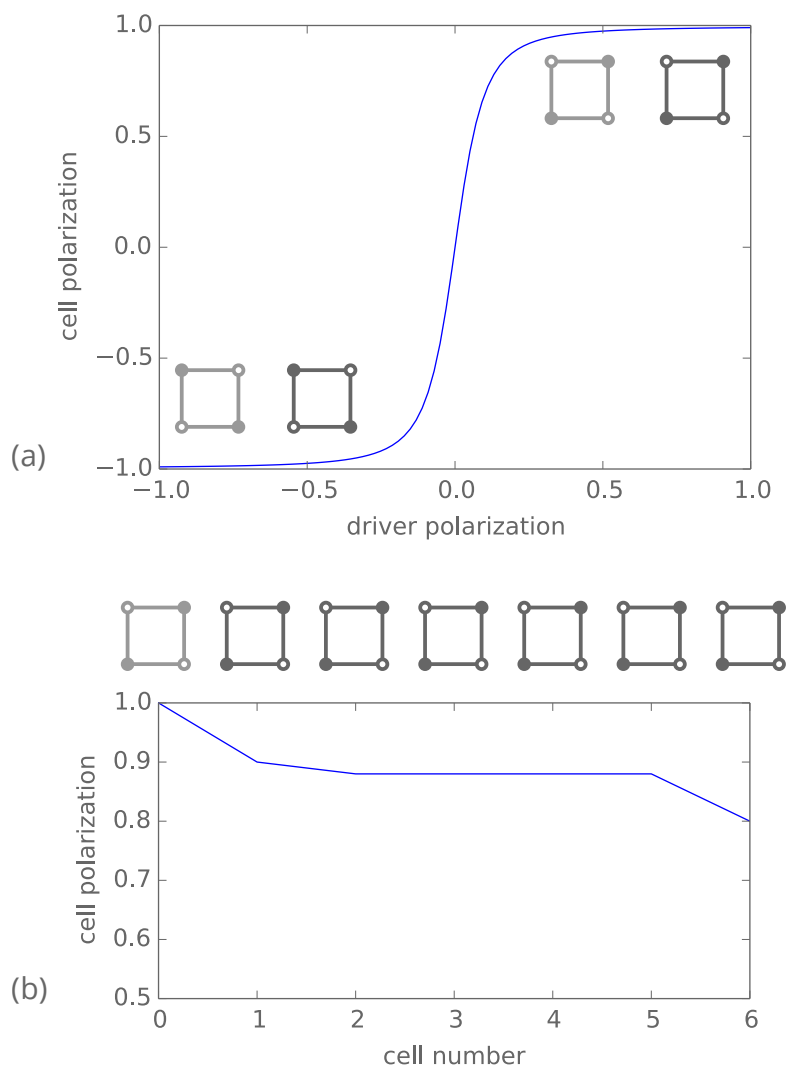 1.0
0.5
0.0
−0.5
−1.0
cell polarization
(a)
−1.0 −0.5 0.0 0.5 1.0
driver polarization
1.0
0.9
0.8
0.7
0.6
0.5
cell polarization
(b)
0 1 2 3 4 5 6
cell number